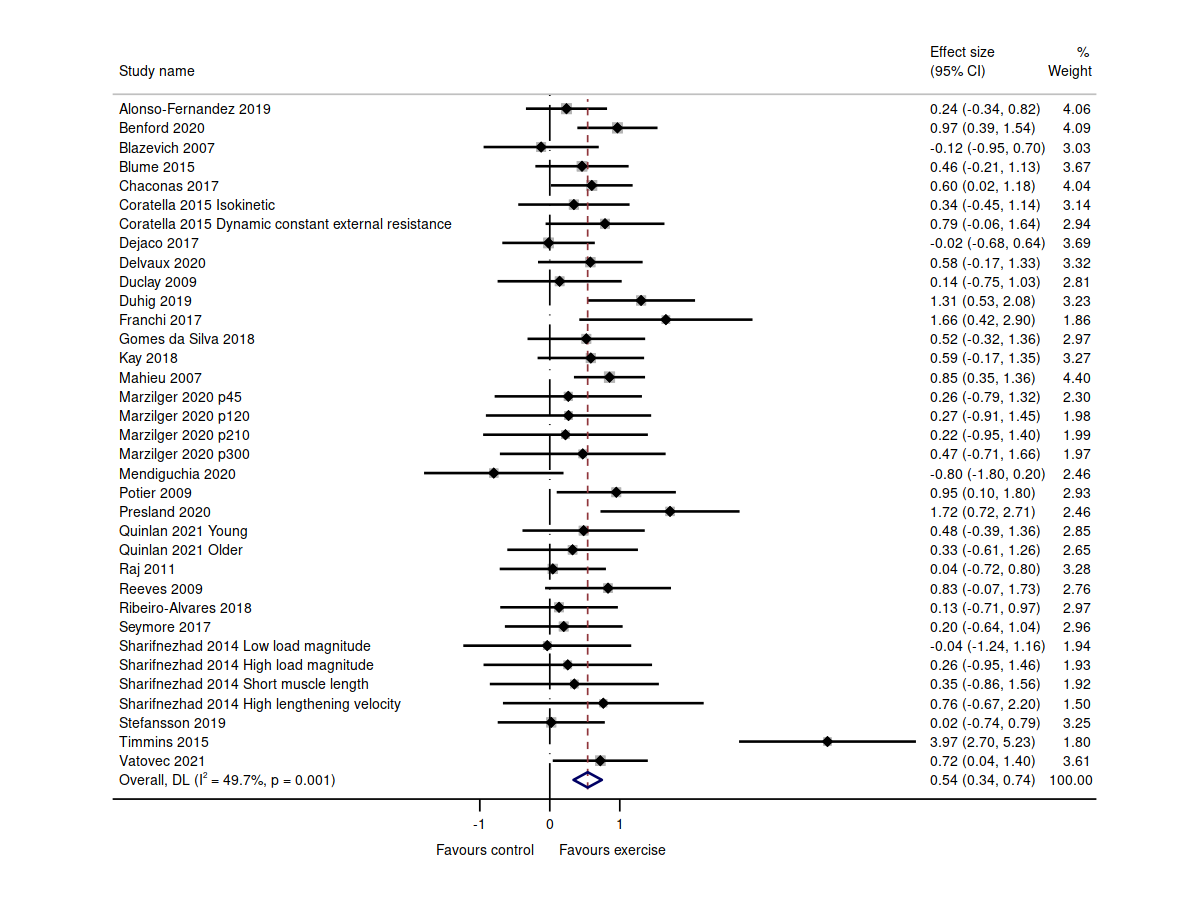 Effect size %
Study name (95% CI) Weight
Alonso-Fernandez 2019 0.24 (-0.34, 0.82) 4.06
Benford 2020 0.97 (0.39, 1.54) 4.09
Blazevich 2007 -0.12 (-0.95, 0.70) 3.03
Blume 2015 0.46 (-0.21, 1.13) 3.67
Chaconas 2017 0.60 (0.02, 1.18) 4.04
Coratella 2015 Isokinetic 0.34 (-0.45, 1.14) 3.14
Coratella 2015 Dynamic constant external resistance 0.79 (-0.06, 1.64) 2.94
Dejaco 2017 -0.02 (-0.68, 0.64) 3.69
Delvaux 2020 0.58 (-0.17, 1.33) 3.32
Duclay 2009 0.14 (-0.75, 1.03) 2.81
Duhig 2019 1.31 (0.53, 2.08) 3.23
Franchi 2017 1.66 (0.42, 2.90) 1.86
Gomes da Silva 2018 0.52 (-0.32, 1.36) 2.97
Kay 2018 0.59 (-0.17, 1.35) 3.27
Mahieu 2007 0.85 (0.35, 1.36) 4.40
Marzilger 2020 p45 0.26 (-0.79, 1.32) 2.30
Marzilger 2020 p120 0.27 (-0.91, 1.45) 1.98
Marzilger 2020 p210 0.22 (-0.95, 1.40) 1.99
Marzilger 2020 p300 0.47 (-0.71, 1.66) 1.97
Mendiguchia 2020 -0.80 (-1.80, 0.20) 2.46
Potier 2009 0.95 (0.10, 1.80) 2.93
Presland 2020 1.72 (0.72, 2.71) 2.46
Quinlan 2021 Young 0.48 (-0.39, 1.36) 2.85
Quinlan 2021 Older 0.33 (-0.61, 1.26) 2.65
Raj 2011 0.04 (-0.72, 0.80) 3.28
Reeves 2009 0.83 (-0.07, 1.73) 2.76
Ribeiro-Alvares 2018 0.13 (-0.71, 0.97) 2.97
Seymore 2017 0.20 (-0.64, 1.04) 2.96
Sharifnezhad 2014 Low load magnitude -0.04 (-1.24, 1.16) 1.94
Sharifnezhad 2014 High load magnitude 0.26 (-0.95, 1.46) 1.93
Sharifnezhad 2014 Short muscle length 0.35 (-0.86, 1.56) 1.92
Sharifnezhad 2014 High lengthening velocity 0.76 (-0.67, 2.20) 1.50
Stefansson 2019 0.02 (-0.74, 0.79) 3.25
Timmins 2015 3.97 (2.70, 5.23) 1.80
Vatovec 2021 0.72 (0.04, 1.40) 3.61
Overall, DL (I² = 49.7%, p = 0.001) 0.54 (0.34, 0.74) 100.00
-1 0 1
Favours control Favours exercise